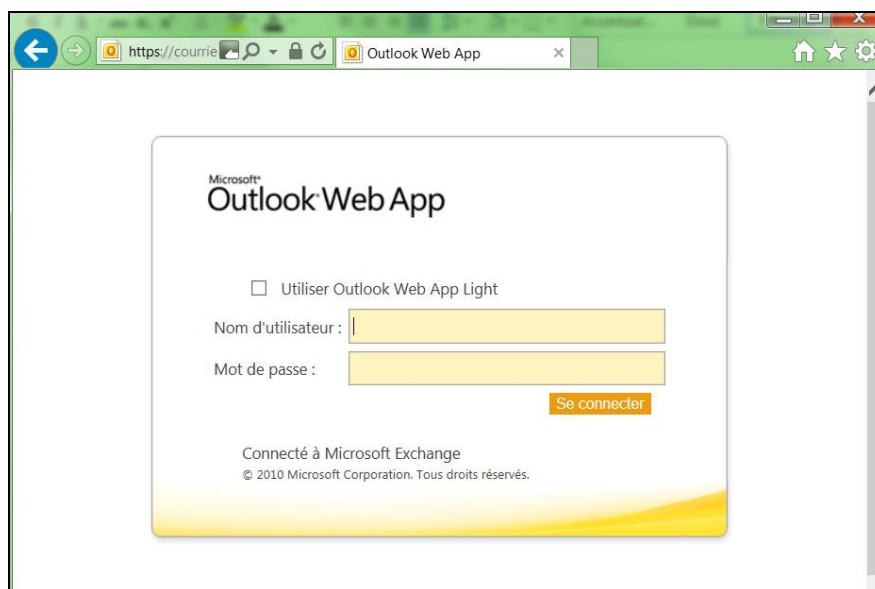 https://courrie
Outlook Web App
Microsoft®
Outlook Web App
Utiliser Outlook Web App Light
Nom d'utilisateur :
Mot de passe :
Se connecter
Connecté à Microsoft Exchange
© 2010 Microsoft Corporation. Tous droits réservés.